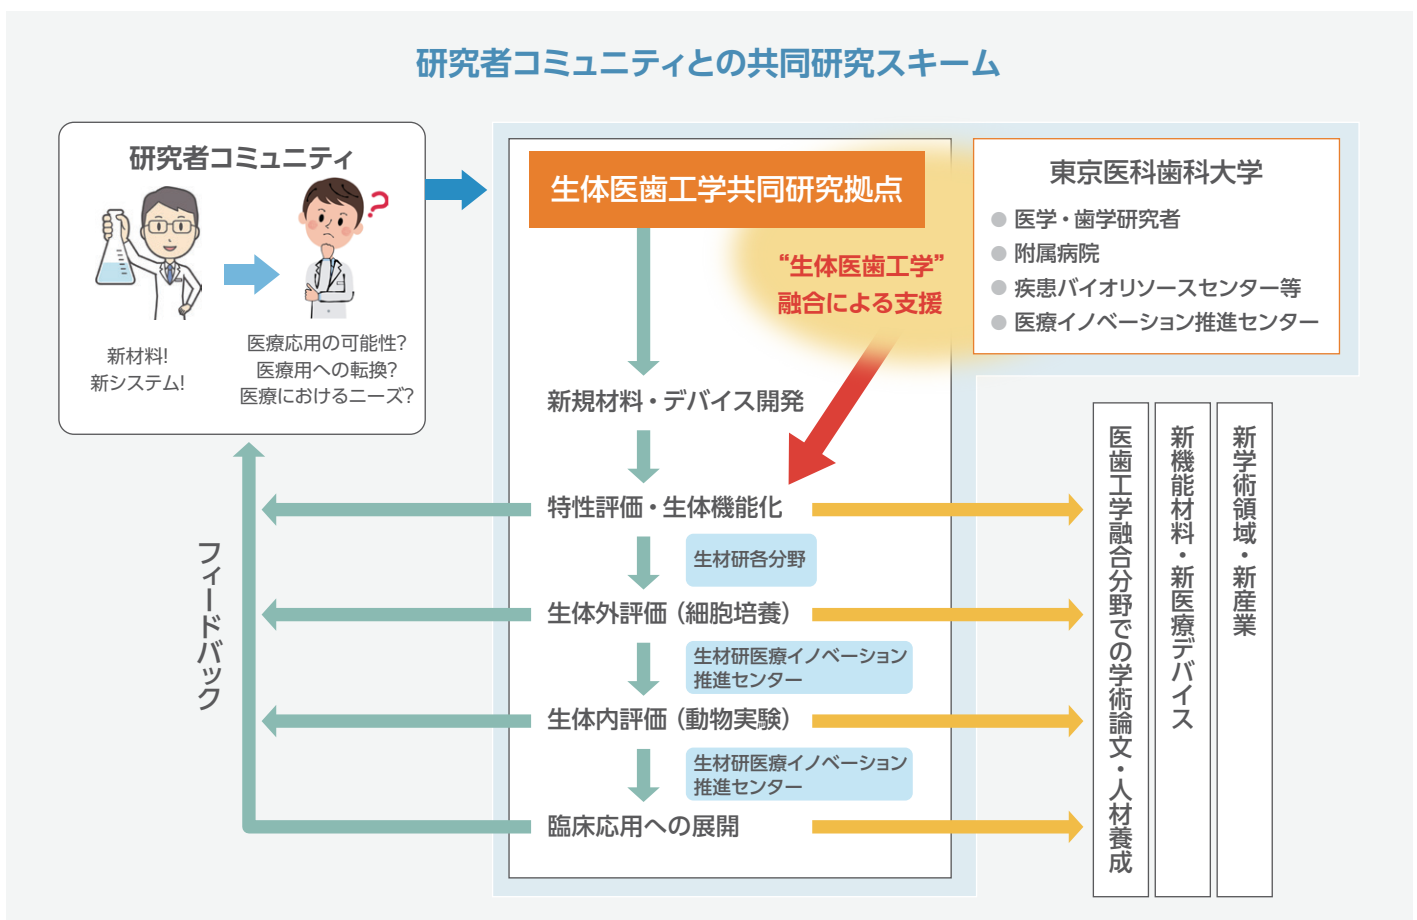 研究者コミュニティとの共同研究スキーム
研究者コミュニティ
?
新材料!
新システム!
医療応用の可能性?
医療用への転換?
医療におけるニーズ?
生体医歯工学共同研究拠点
“生体医歯工学”
融合による支援
東京医科歯科大学
● 医学・歯学研究者
● 附属病院
● 疾患バイオリソースセンター等
● 医療イノベーション推進センター
新規材料・デバイス開発
特性評価・生体機能化
生材研各分野
生体外評価（細胞培養）
生材研医療イノベーション
推進センター
生体内評価（動物実験）
生材研医療イノベーション
推進センター
臨床応用への展開
フィードバック
医歯工学融合分野での学術論文・人材養成
新機能材料・新医療デバイス
新学術領域・新産業